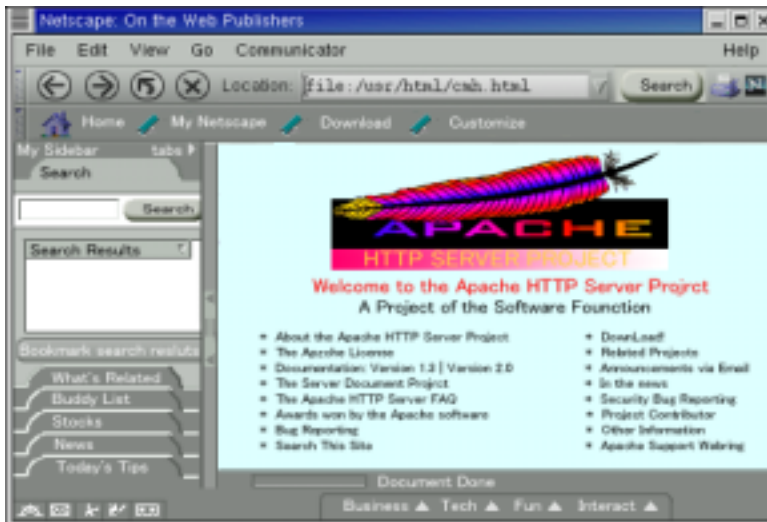 Netscape: On the Web Publishers
File Edit View Go Communicator Help
Location: file:/usr/html/cmh.html Search
Home My Netscape Download Customize
My Sidebar tabs
Search
Search
Search Results
Bookmark search resluts
What's Related
Buddy List
Stocks
News
Today's Tips
APACHE
HTTP SERVER PROJECT
Welcome to the Apache HTTP Server Projrct
A Project of the Software Founction
About the Apache HTTP Server Project
The Apzche License
Documentation: Version 1.3 | Version 2.0
The Server Document Projrct
The Apache HTTP Server FAQ
Awards won by the Apache software
Bug Reporting
Search This Site
DownLoad!
Related Projects
Announcements via Email
In the news
Security Bug Reporting
Project Contributor
Other Information
Apache Support Webring
Document Done
Business Tech Fun Interact